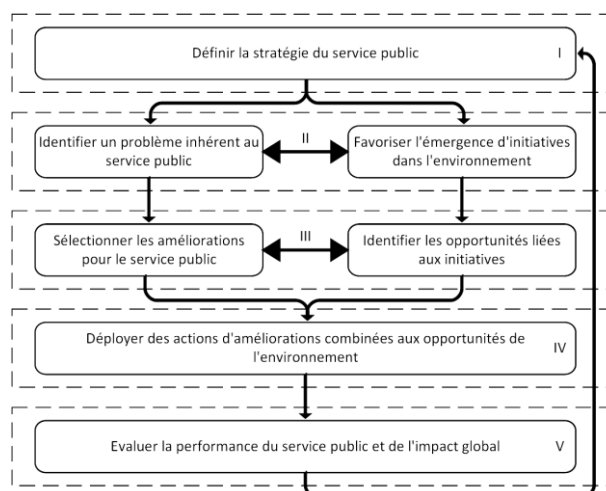 Définir la stratégie du service public
I
Identifier un problème inhérent au
service public
II
Favoriser l'émergence d'initiatives
dans l'environnement
Sélectionner les améliorations
pour le service public
III
Identifier les opportunités liées
aux initiatives
Déployer des actions d'améliorations combinées aux opportunités de
l'environnement
IV
Evaluer la performance du service public et de l'impact global
V